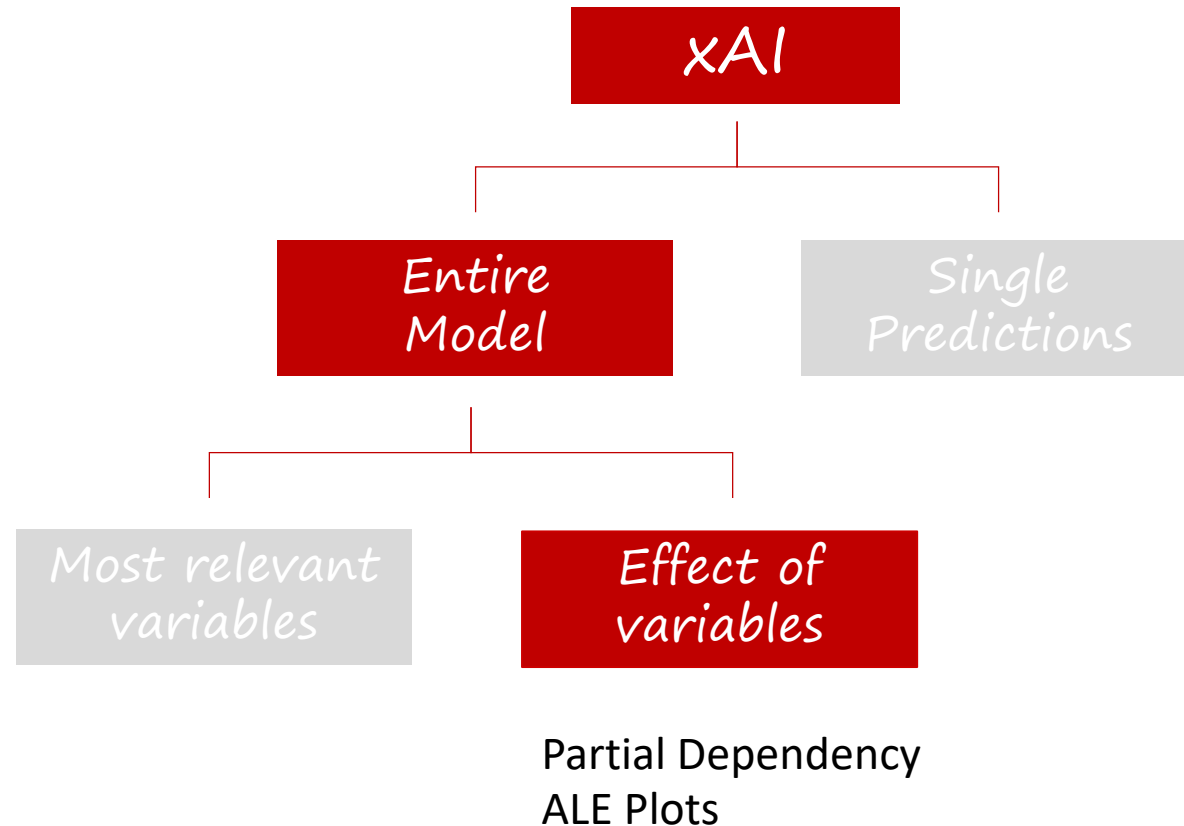 xAI
Entire
Model
Single
Predictions
Most relevant
variables
Effect of
variables
Partial Dependency
ALE Plots